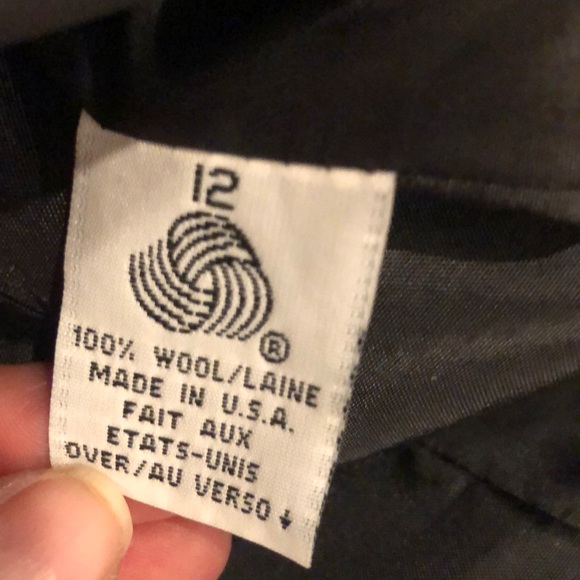 12
®
100% WOOL/LAINE
MADE IN U.S.A.
FAIT AUX
ETATS-UNIS
OVER/AU VERSO ↓